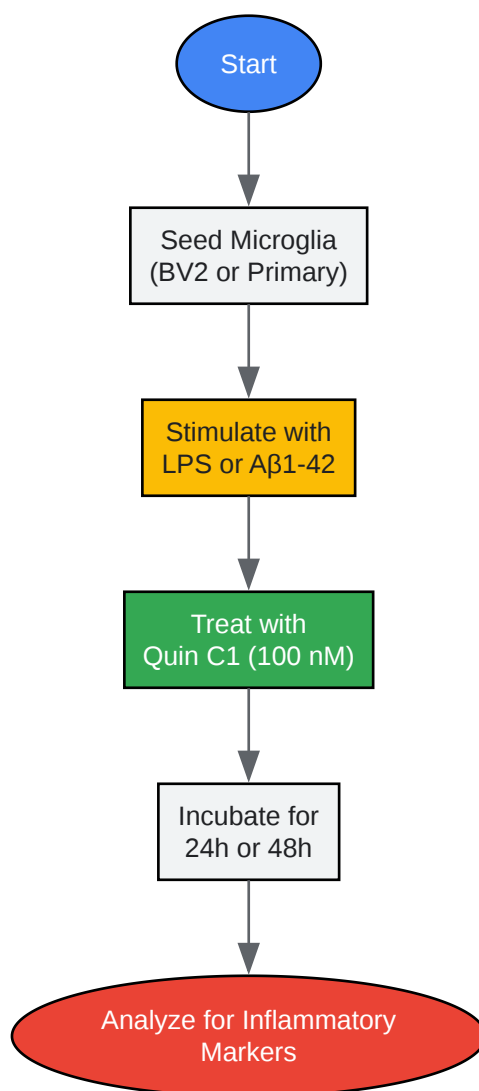 Start
Seed Microglia
(BV2 or Primary)
Stimulate with
LPS or Aβ1-42
Treat with
Quin C1 (100 nM)
Incubate for
24h or 48h
Analyze for Inflammatory
Markers